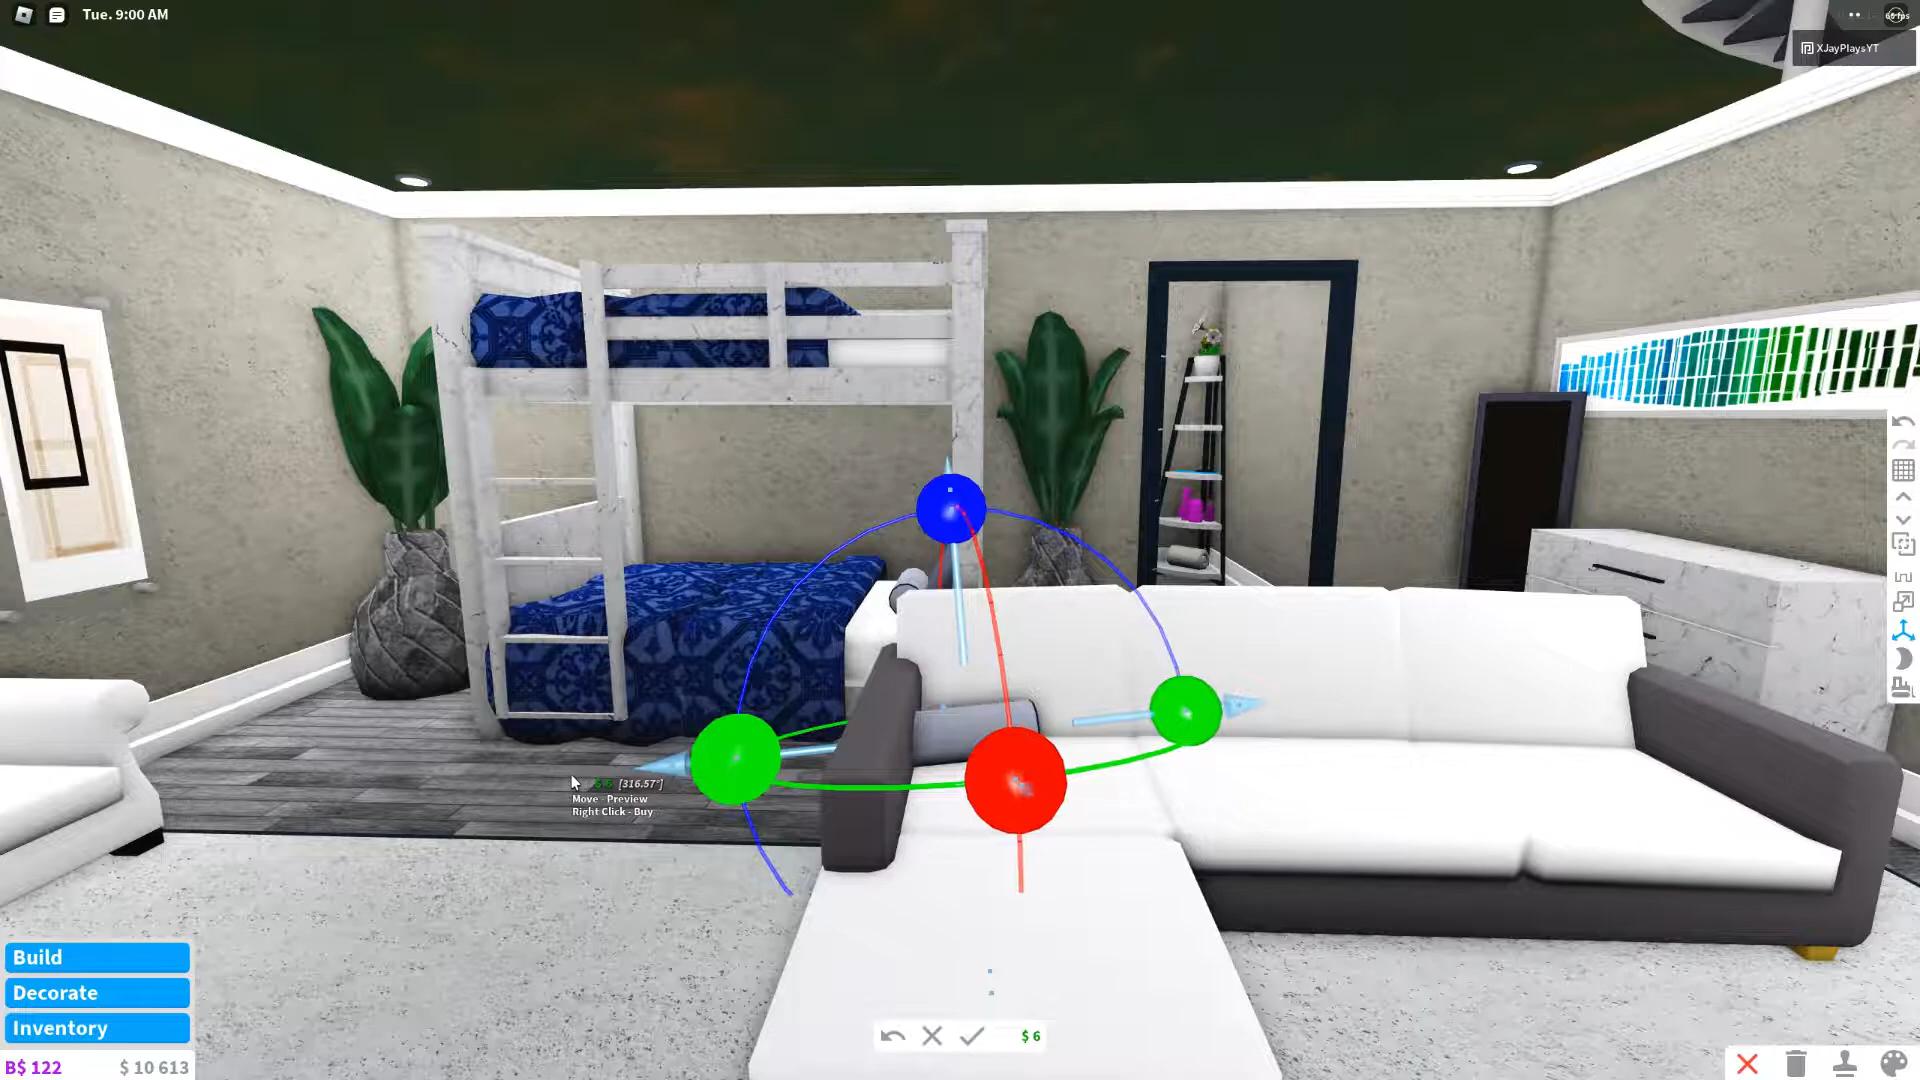 Tue. 9:00 AM
XJayPlaysYT
[316.57°]
Move - Preview
Right Click - Buy
Build
Decorate
Inventory
B$ 122
$ 10 613
$ 6